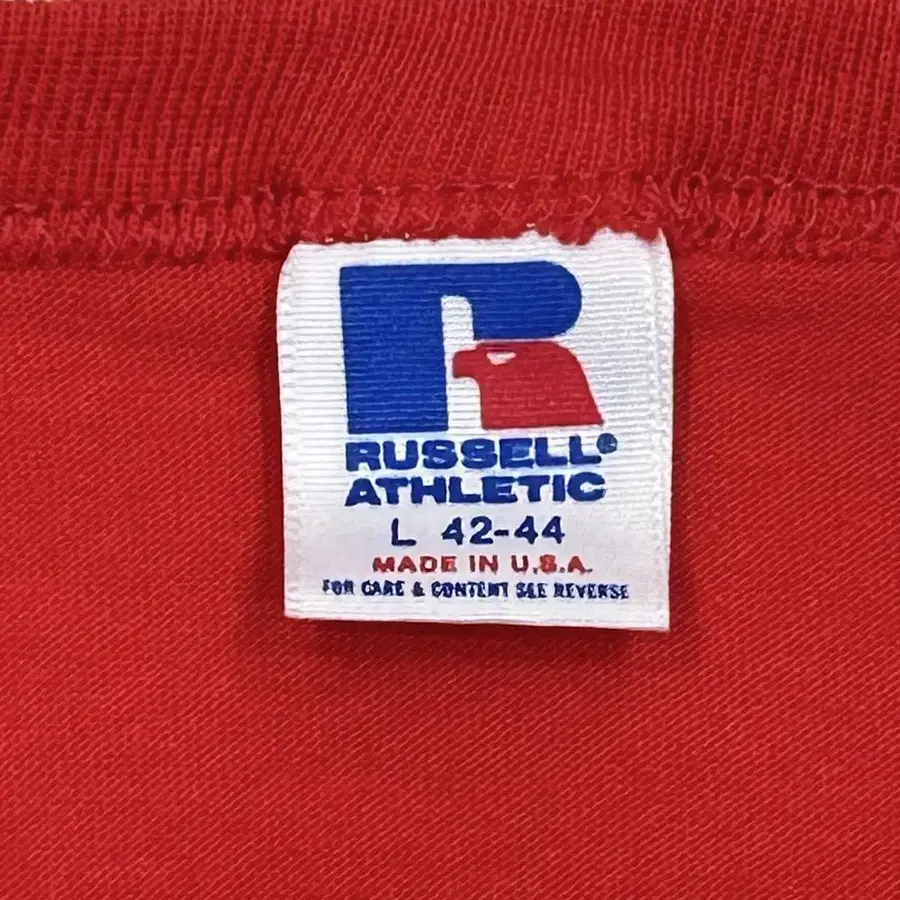 RUSSELL®
ATHLETIC
L 42-44
MADE IN U.S.A.
FOR CARE & CONTENT SEE REVERSE